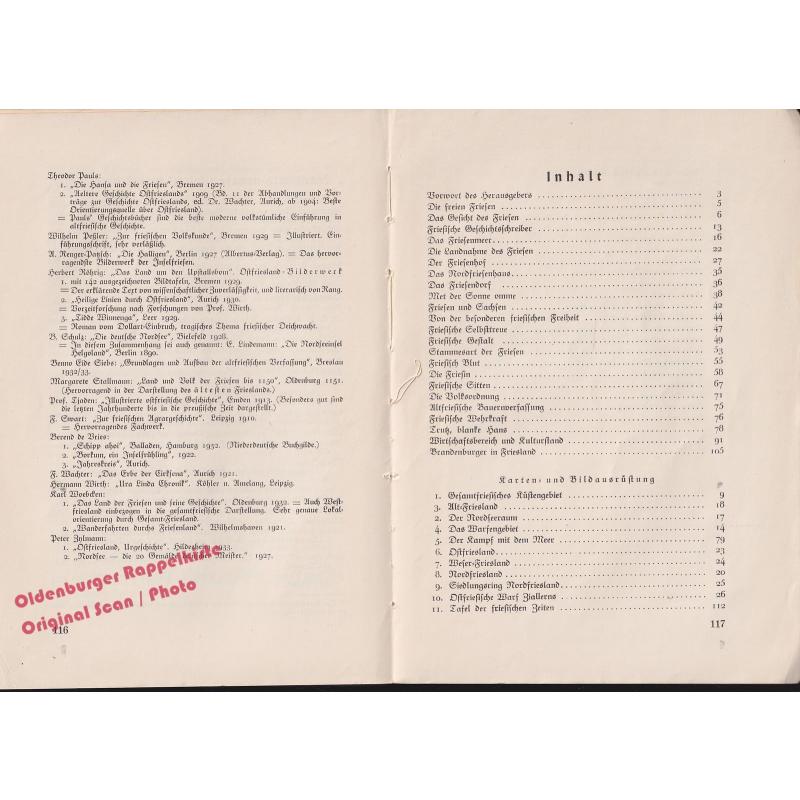 Theodor Pauls:
1. „Die Hansa und die Friesen", Bremen 1927.
2. „Aeltere Geschichte Ostfrieslands" 1909 (Bd. 11 der Abhandlungen und Vor-
träge zur Geschichte Ostfrieslands, ed. Dr. Wachter, Aurich, ab 1904: Beste
Orientierungsquelle über Ostfriesland).
= Pauls' Geschichtsbücher sind die beste moderne volkstümliche Einführung in
altfriesische Geschichte.
Wilhelm Peßler: „Zur friesischen Volkskunde", Bremen 1929 = Illustriert. Ein-
führungsschrift, sehr verläßlich.
A. Renger-Patzsch: „Die Halligen", Berlin 1927 (Albertus-Verlag). = Das hervor-
ragendste Bilderwerk der Inselfriesen.
Herbert Röhrig: „Das Land um den Upstallsbom". Ostfriesland-Bilderwerk
1. mit 142 ausgezeichneten Bildtafeln, Bremen 1929.
= Der erklärende Text von wissenschaftlicher Zuverlässigkeit, und literarisch von Rang.
2. „Heilige Linien durch Ostfriesland", Aurich 1930.
= Vorzeitforschung nach Forschungen von Prof. Wirth.
3. „Tidde Winnenga", Leer 1929.
= Roman vom Dollart-Einbruch, tragisches Thema friesischer Deichwacht.
B. Schulz: „Die deutsche Nordsee", Bielefeld 1928.
= In diesem Zusammenhang sei auch genannt: E. Lindemann: „Die Nordseeinsel
Helgoland", Berlin 1890.
Benno Eide Siebs: „Grundlagen und Aufbau der altfriesischen Verfassung", Breslau
1932/33.
Margarete Stallmann: „Land und Volk der Friesen bis 1150", Oldenburg 1151.
(Hervorragend in der Darstellung des ältesten Frieslands.)
Prof. Tjaden: „Illustrierte ostfriesische Geschichte", Emden 1913. (Besonders gut sind
die letzten Jahrhunderte bis in die preußische Zeit dargestellt.)
F. Swart: „Zur friesischen Agrargeschichte". Leipzig 1910.
= Hervorragendes Fachwerk.
Berend de Vries:
1. „Schipp ahoi", Balladen, Hamburg 1932. (Niederdeutsche Buchgilde.)
2. „Borkum, ein Inselfrühling", 1922.
3. „Jahrskreis", Aurich.
F. Wachter: „Das Erbe der Cirksena", Aurich 1921.
Hermann Wirth: „Ura Linda Chronik". Köhler u. Amelang, Leipzig.
Karl Woebcken:
1. „Das Land der Friesen und seine Geschichte". Oldenburg 1932. = Auch West-
friesland einbezogen in die gesamtfriesische Darstellung. Sehr genaue Lokal-
orientierung durch Gesamt-Friesland.
2. „Wanderfahrten durchs Friesenland". Wilhelmshaven 1921.
Peter Zylmann:
1. „Ostfriesland, Urgeschichte". Hildesheim 1933.
2. „Nordsee — die 20 Gemälde Meister." 1927.
Oldenburger Rappelkiste
Original Scan / Photo
116
Inhalt
Vorwort des Herausgebers 3
Die freien Friesen 5
Das Gesicht des Friesen 6
Friesische Geschichtschreiber 13
Das Friesenmeer 16
Die Landnahme des Friesen 22
Der Friesenhof 27
Das Nordfriesenhaus 35
Das Friesendorf 36
Met der Sonne omme 38
Friesen und Sachsen 42
Von der besonderen friesischen Freiheit 44
Friesische Selbsttreue 47
Friesische Gestalt 49
Stammesart der Friesen 53
Friesisch Blut 55
Die Friesin 58
Friesische Sitten 67
Die Volksordnung 71
Altfriesische Bauernverfassung 75
Friesische Wehrkraft 76
Trutz, blanke Hans 78
Wirtschaftsbereich und Kulturstand 91
Brandenburger in Friesland 105
Karten- und Bildausrüstung
1. Gesamtfriesisches Küstengebiet 9
3. Alt-Friesland 18
2. Der Nordseeraum 17
4. Das Warfengebiet 14
5. Der Kampf mit dem Meer 79
6. Ostfriesland 23
7. Weser-Friesland 24
8. Nordfriesland 20
9. Siedlungsring Nordfriesland 25
10. Ostfriesische Warf Ziallerns 26
11. Tafel der friesischen Zeiten 112
117